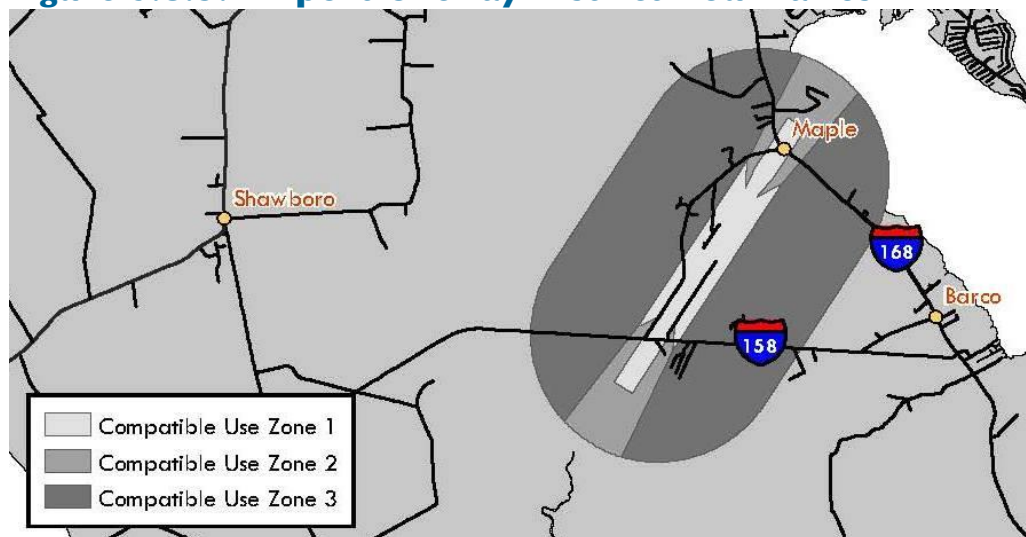 Maple
Shawboro
168
Barco
158
Compatible Use Zone 1
Compatible Use Zone 2
Compatible Use Zone 3